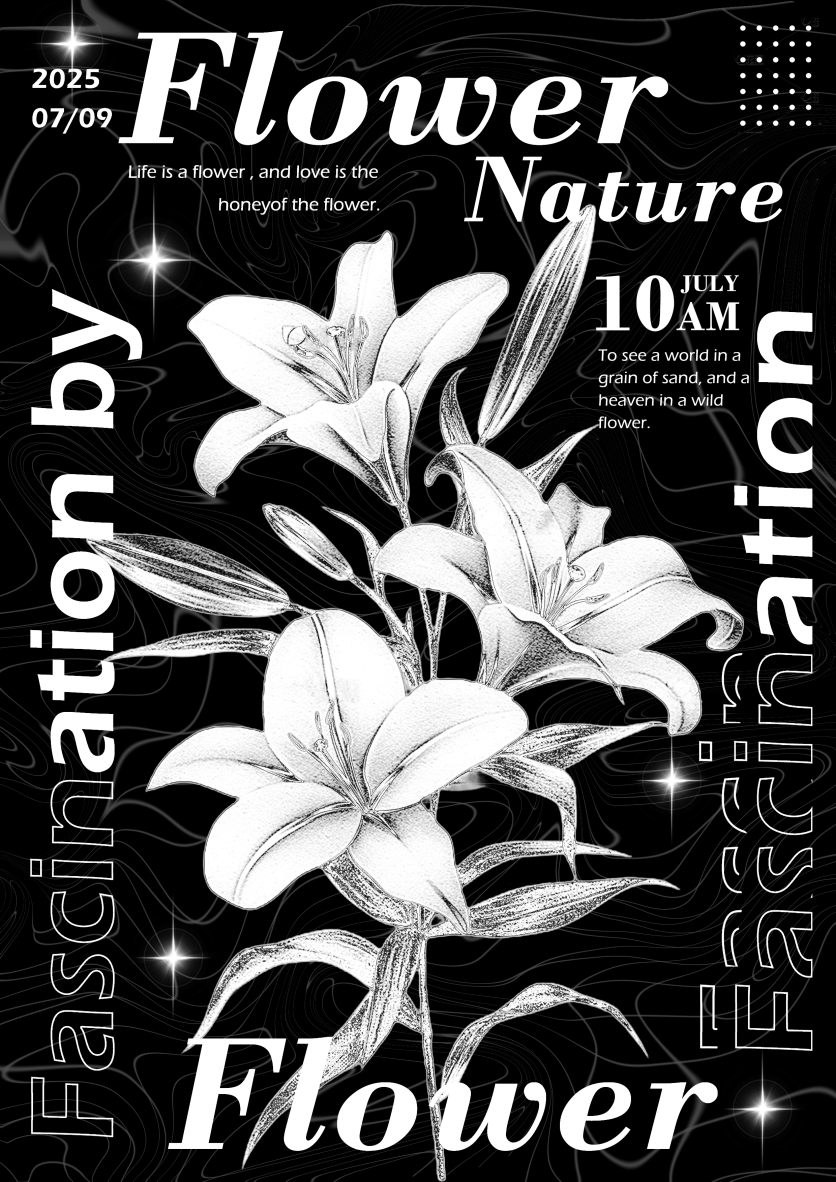 2025
07/09
Flower
Nature
Life is a flower , and love is the
honeyof the flower.
10
JULY
AM
To see a world in a
grain of sand, and a
heaven in a wild
flower.
Fascination by
Fascination
Flower